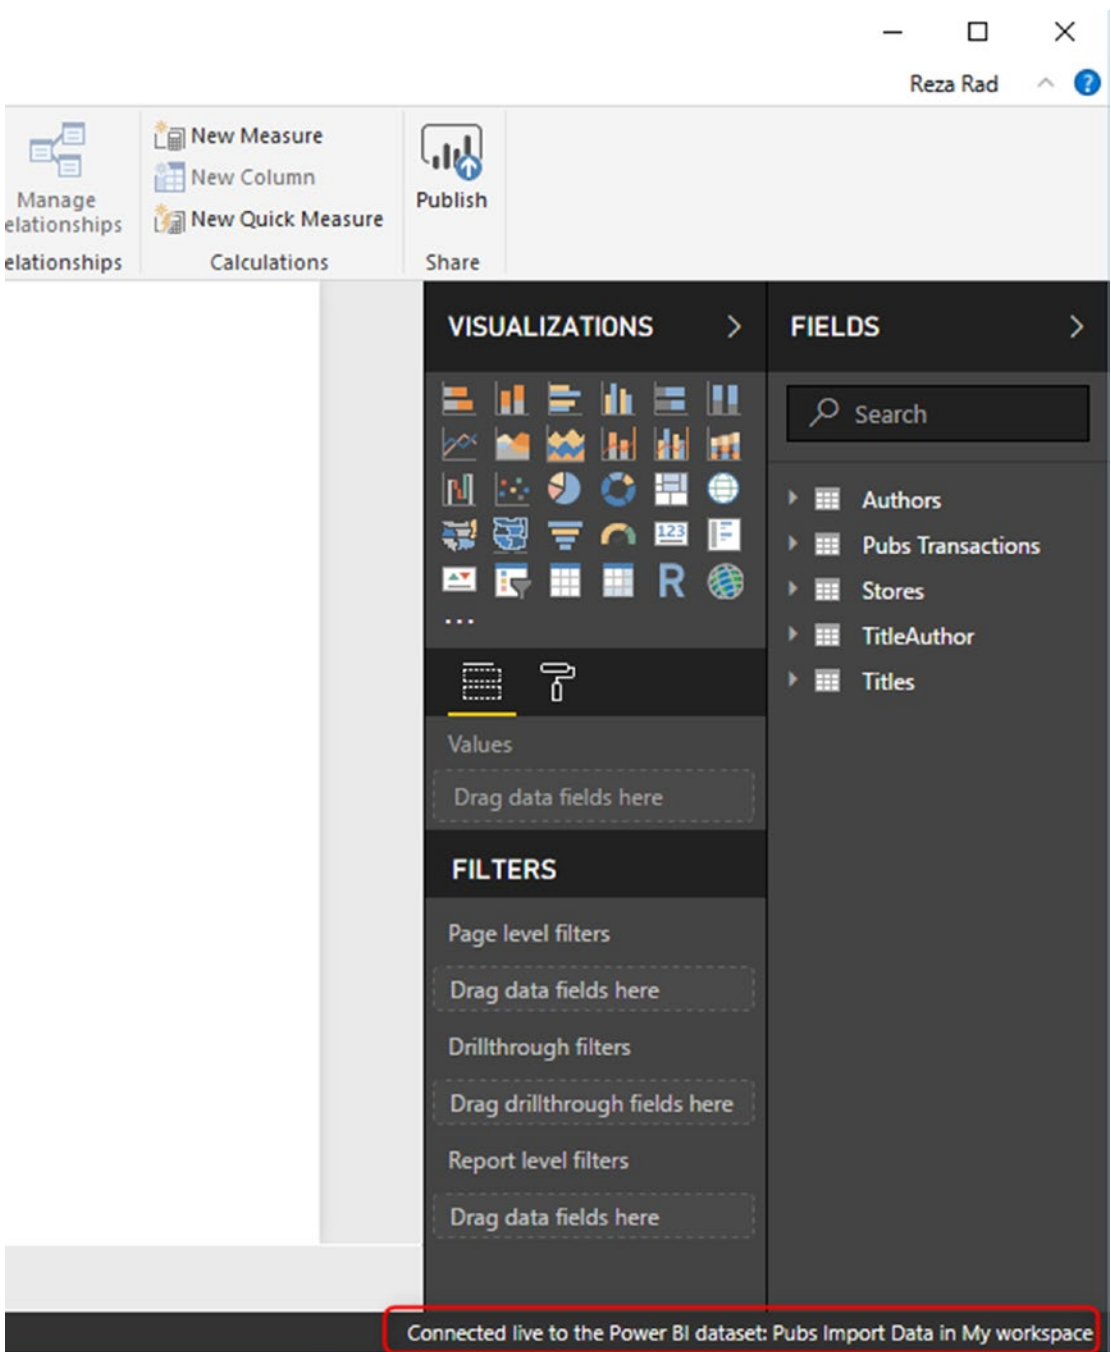 Reza Rad
New Measure
New Column
New Quick Measure
Manage
elationships
Publish
elationships
Calculations
Share
VISUALIZATIONS
FIELDS
Search
123
R
...
Authors
Pubs Transactions
Stores
TitleAuthor
Titles
Values
Drag data fields here
FILTERS
Page level filters
Drag data fields here
Drillthrough filters
Drag drillthrough fields here
Report level filters
Drag data fields here
Connected live to the Power BI dataset: Pubs Import Data in My workspace